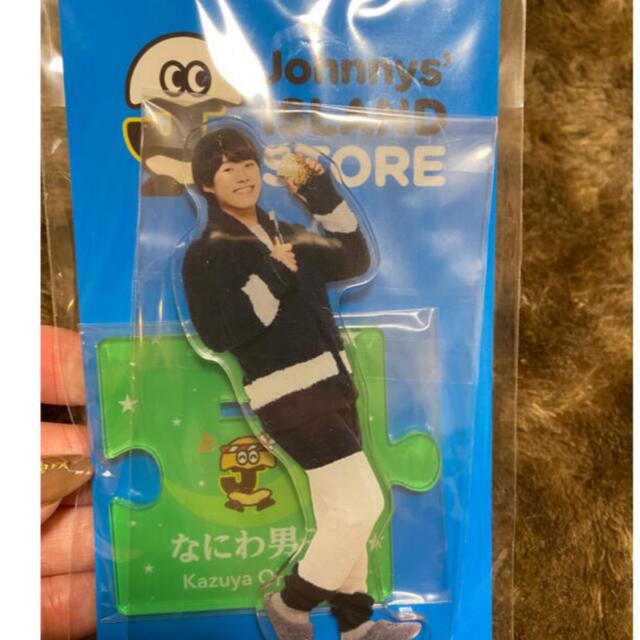 Johnnys'
ISLAND
STORE
なにわ男
Kazuya